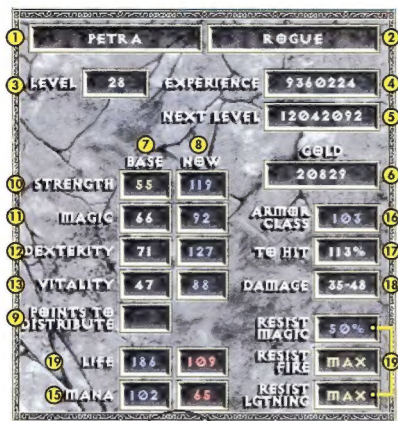 1 PETRA ROGUE 2
3 LEVEL 28 EXPERIENCE 9360224 4
NEXT LEVEL 12042092 5
7 8
BASE NOW GOLD
20829 6
10 STRENGTH 55 119
11 MAGIC 66 92 ARMOR CLASS 103 16
12 DEXTERITY 71 127 TO HIT 113% 17
13 VITALITY 47 88 DAMAGE 35-48 18
9 POINTS TO DISTRIBUTE
RESIST MAGIC 50%
19 LIFE 186 109 RESIST FIRE MAX 19
15 MANA 102 65 RESIST LGTNING MAX